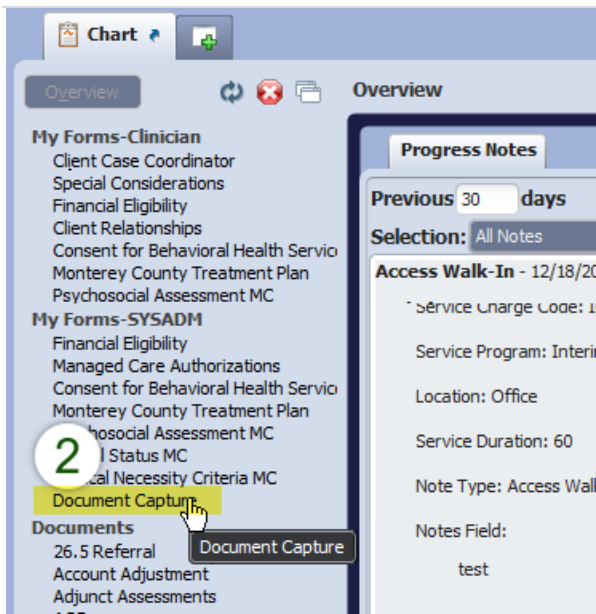 Chart
Overview
Overview
My Forms-Clinician
Client Case Coordinator
Special Considerations
Financial Eligibility
Client Relationships
Consent for Behavioral Health Servic
Monterey County Treatment Plan
Psychosocial Assessment MC
My Forms-SYSADM
Financial Eligibility
Managed Care Authorizations
Consent for Behavioral Health Servic
Monterey County Treatment Plan
hosocial Assessment MC
2
l Status MC
cal Necessity Criteria MC
Document Capture
Document Capture
Documents
26.5 Referral
Account Adjustment
Adjunct Assessments
Progress Notes
Previous 30 days
Selection: All Notes
Access Walk-In - 12/18/20
Service Charge Code:
Service Program: Interi
Location: Office
Service Duration: 60
Note Type: Access Wal
Notes Field:
test